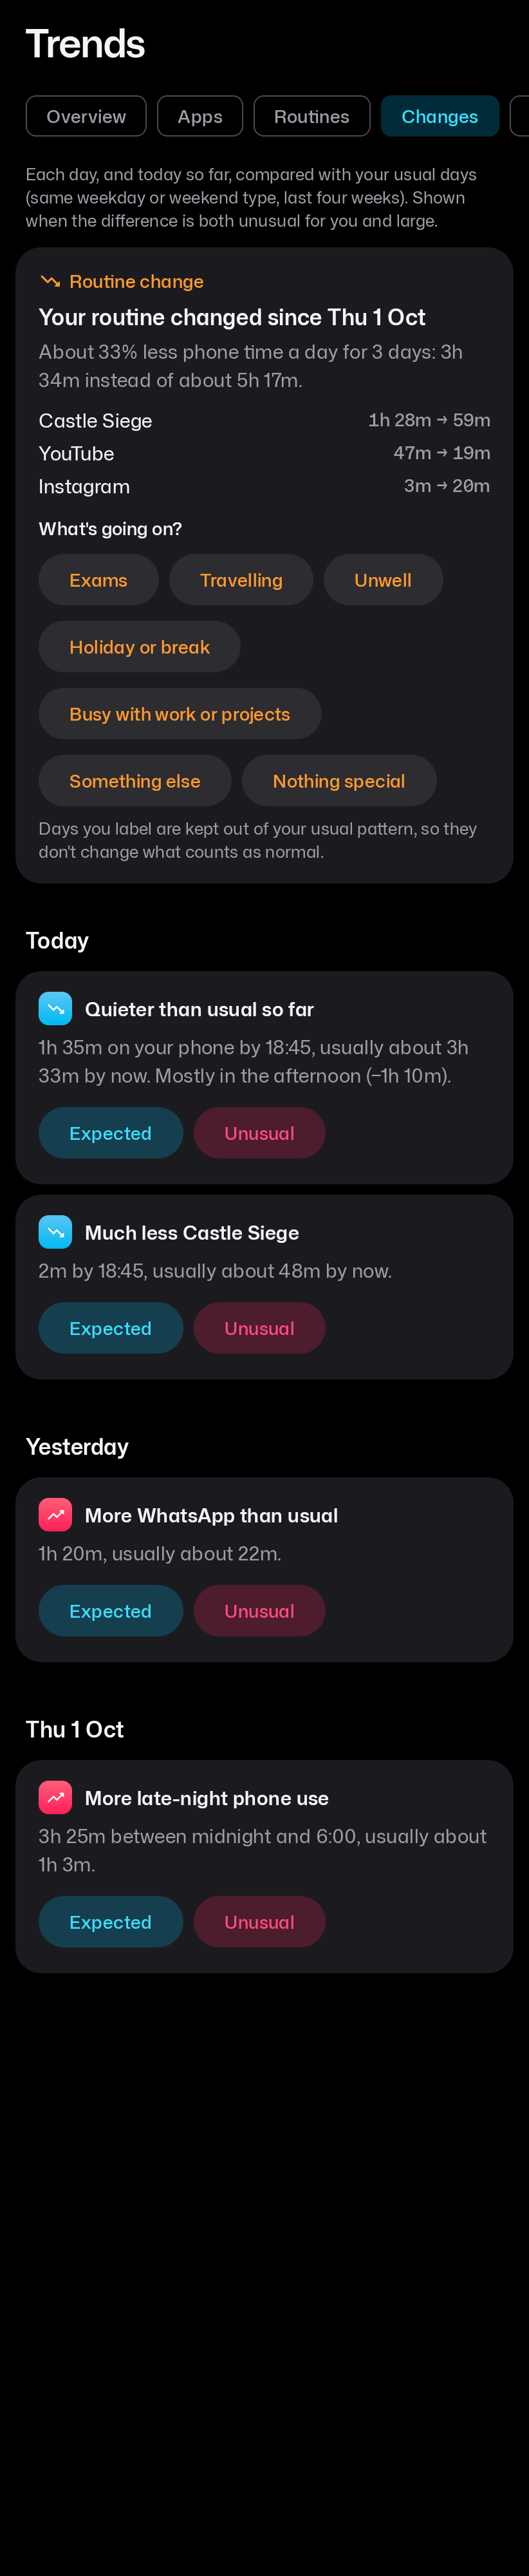 Trends
Overview
Apps
Routines
Changes
Each day, and today so far, compared with your usual days
(same weekday or weekend type, last four weeks). Shown
when the difference is both unusual for you and large.
Routine change
Your routine changed since Thu 1 Oct
About 33% less phone time a day for 3 days: 3h
34m instead of about 5h 17m.
Castle Siege 1h 28m → 59m
YouTube 47m → 19m
Instagram 3m → 20m
What's going on?
Exams
Travelling
Unwell
Holiday or break
Busy with work or projects
Something else
Nothing special
Days you label are kept out of your usual pattern, so they
don't change what counts as normal.
Today
Quieter than usual so far
1h 35m on your phone by 18:45, usually about 3h
33m by now. Mostly in the afternoon (−1h 10m).
Expected
Unusual
Much less Castle Siege
2m by 18:45, usually about 48m by now.
Expected
Unusual
Yesterday
More WhatsApp than usual
1h 20m, usually about 22m.
Expected
Unusual
Thu 1 Oct
More late-night phone use
3h 25m between midnight and 6:00, usually about
1h 3m.
Expected
Unusual